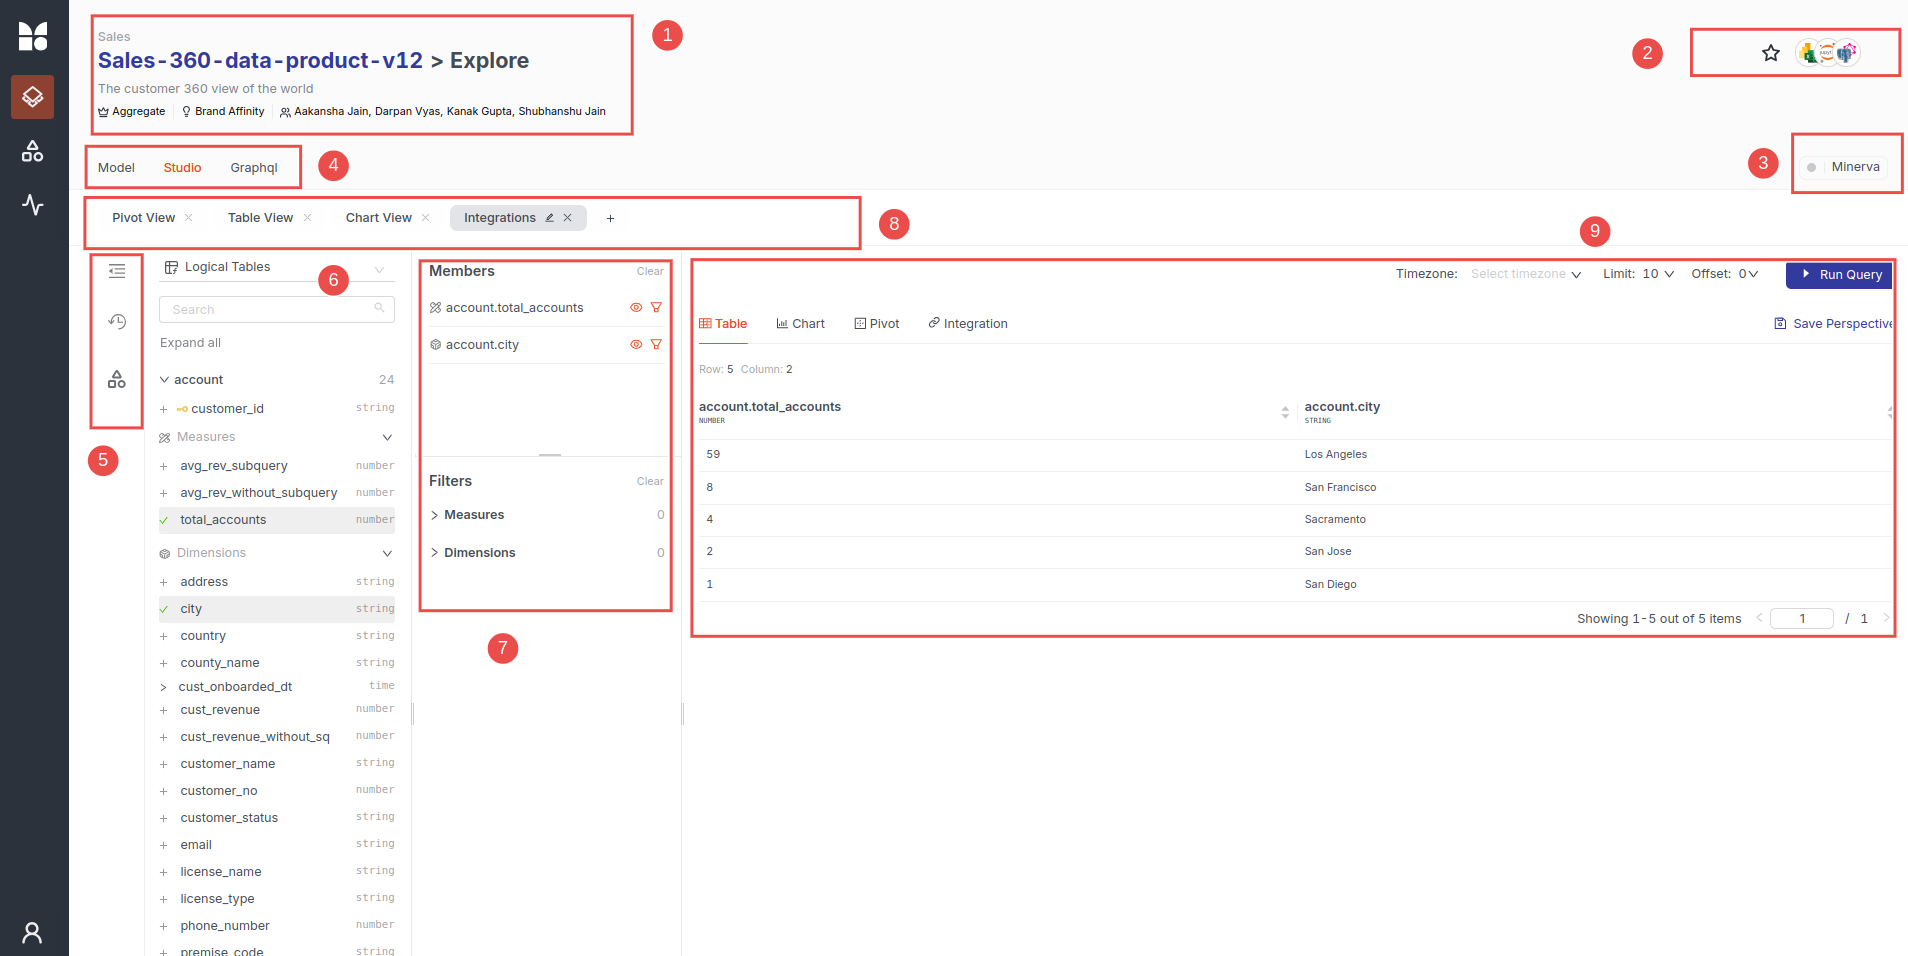 Sales
Sales-360-data-product-v12 > Explore
The customer 360 view of the world
Aggregate Brand Affinity Aakansha Jain, Darpan Vyas, Kanak Gupta, Shubhanshu Jain
1
2
Model Studio Graphql
4
3
Minerva
Pivot View Table View Chart View Integrations +
8
9
5
Logical Tables
6
Search
Expand all
account 24
customer_id string
Measures
avg_rev_subquery number
avg_rev_without_subquery number
total_accounts number
Dimensions
address string
city string
country string
county_name string
cust_onboarded_dt time
cust_revenue number
cust_revenue_without_sq number
customer_name string
customer_no number
customer_status string
email string
license_name string
license_type string
phone_number number
premise_code string
Members Clear
account.total_accounts
account.city
Filters Clear
Measures 0
Dimensions 0
7
Timezone: Select timezone Limit: 10 Offset: 0 Run Query
Table Chart Pivot Integration Save Perspective
Row: 5 Column: 2
account.total_accounts account.city
NUMBER STRING
59 Los Angeles
8 San Francisco
4 Sacramento
2 San Jose
1 San Diego
Showing 1-5 out of 5 items < 1 / 1 >